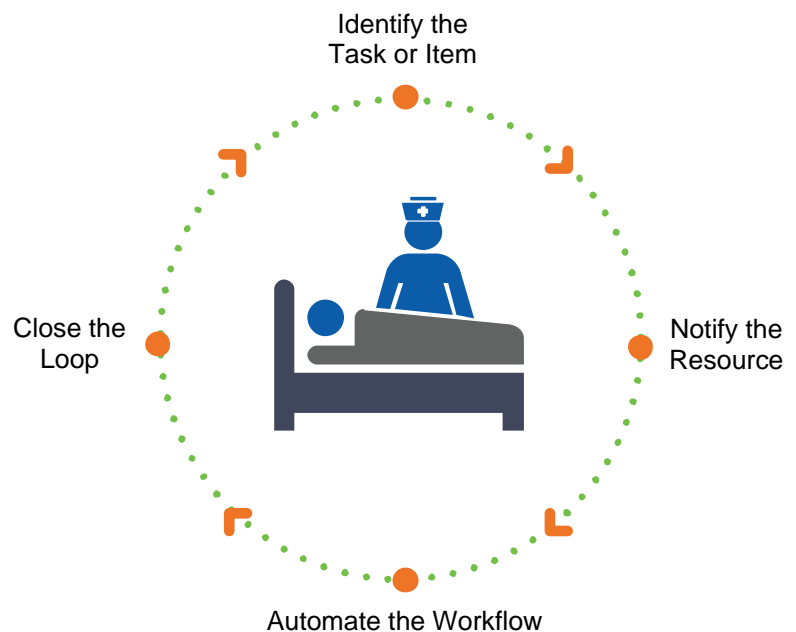 Identify the
Task or Item
Notify the
Resource
Automate the Workflow
Close the
Loop